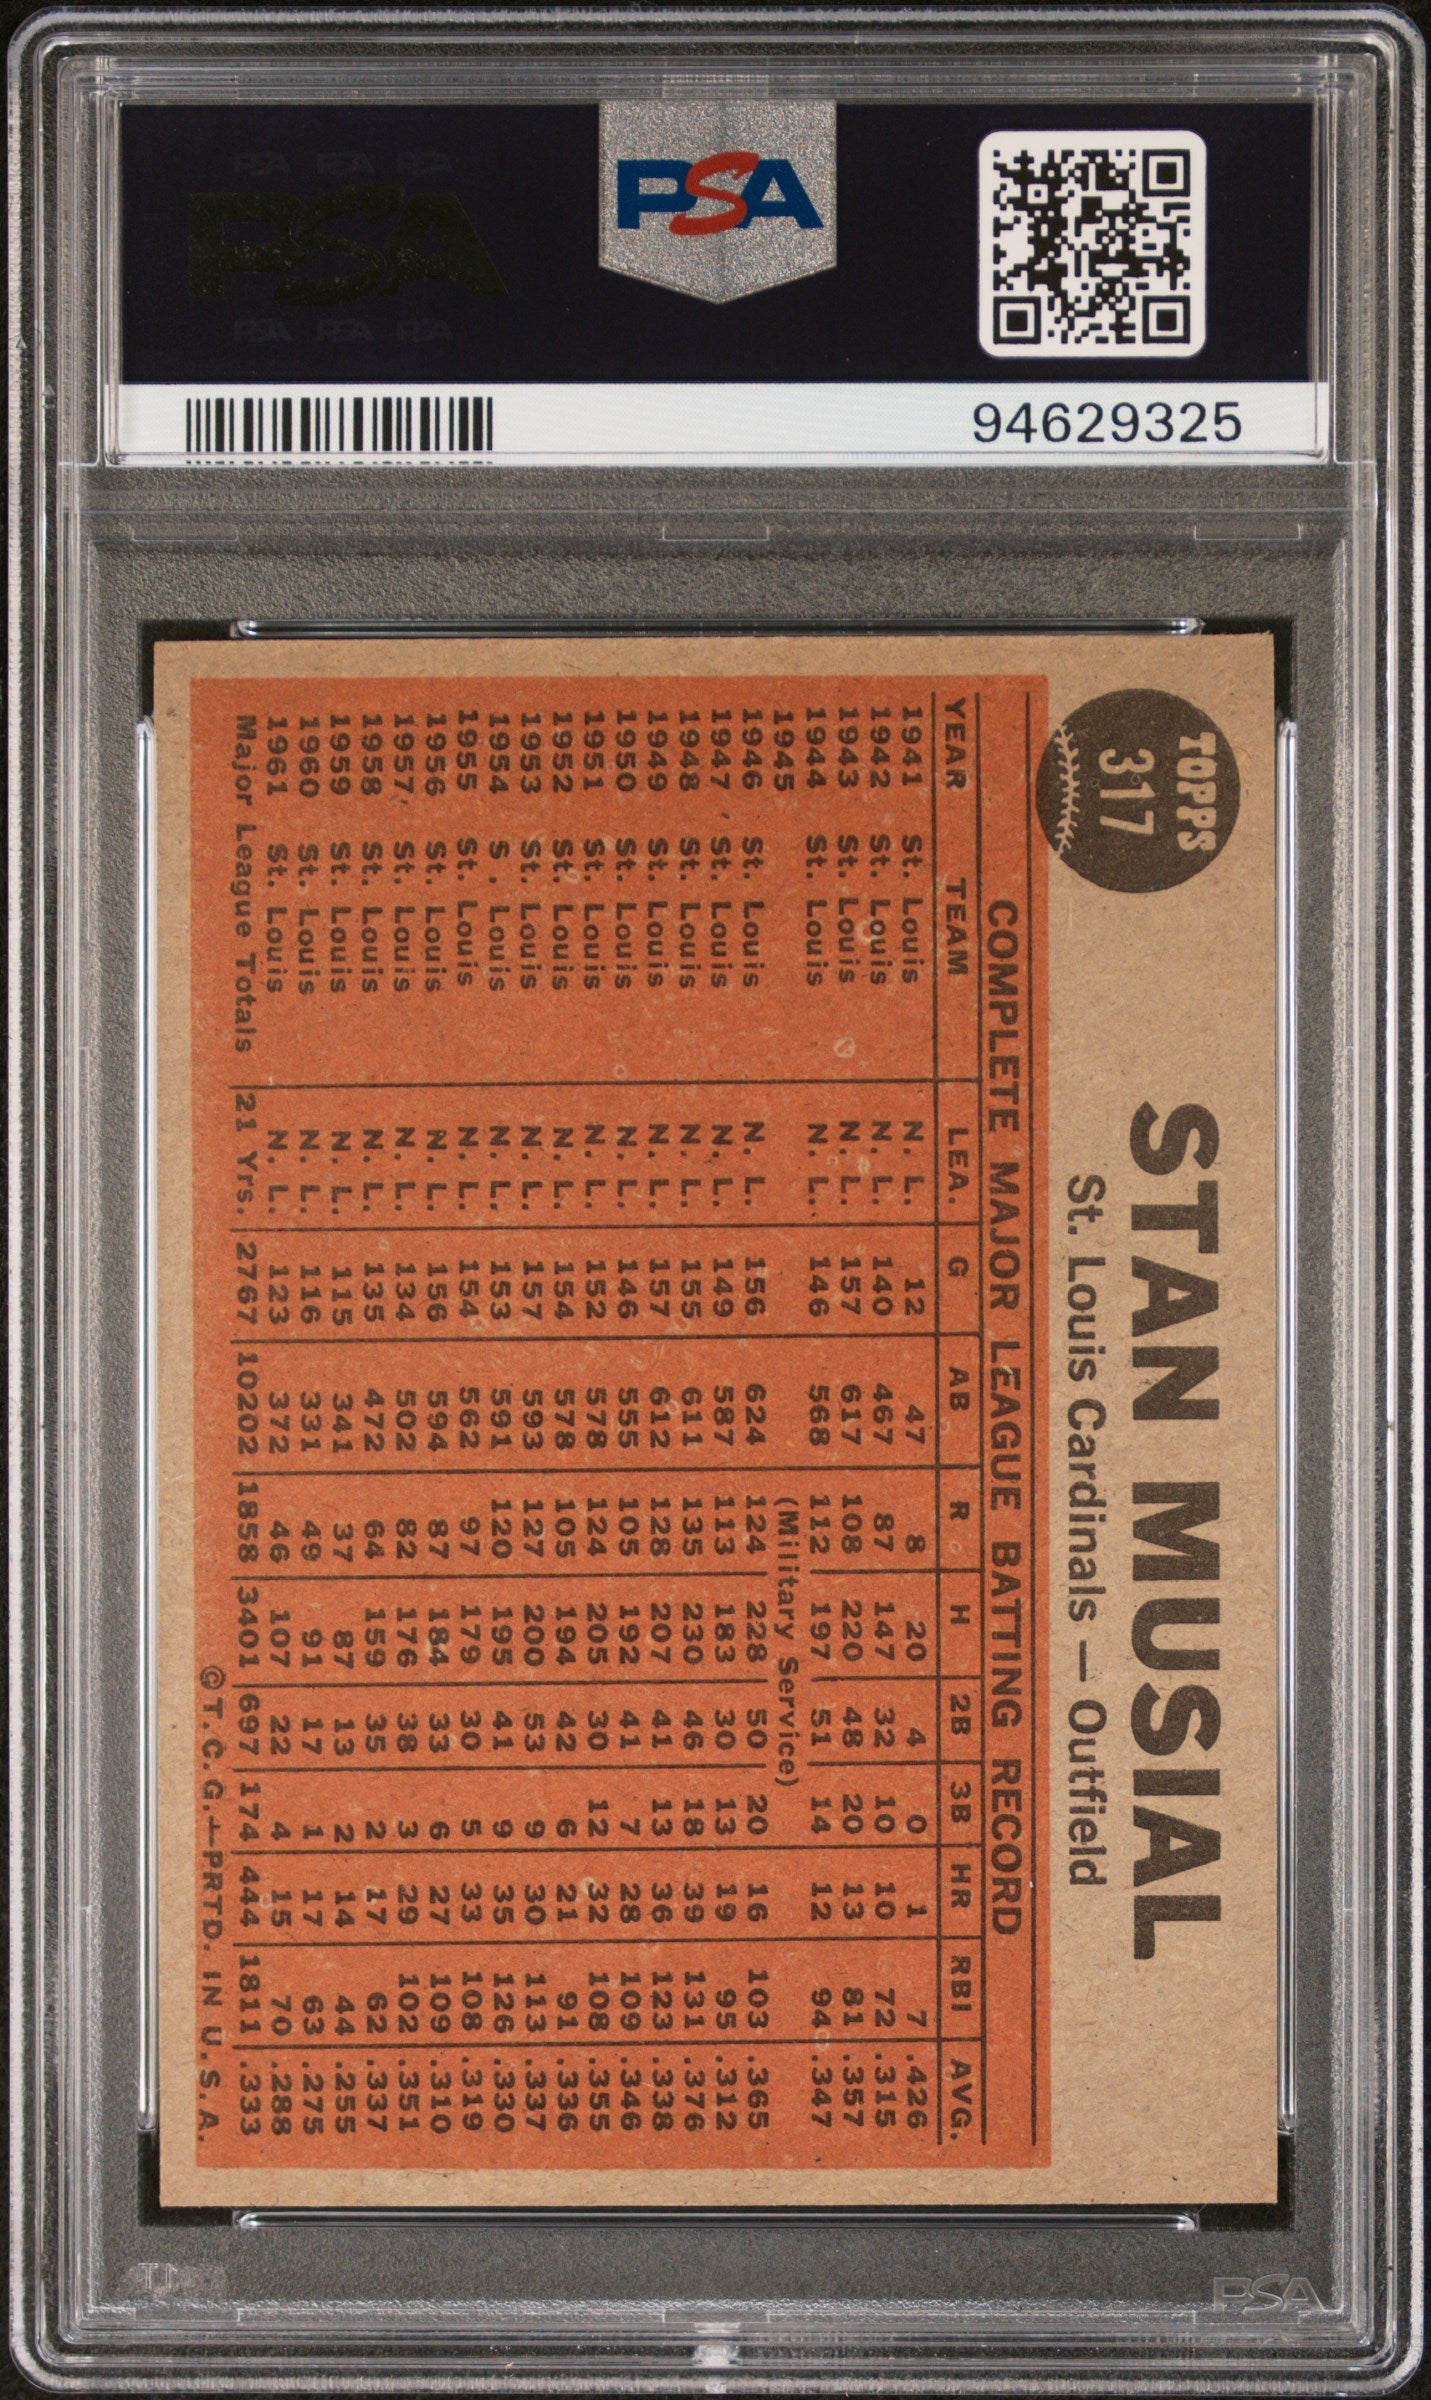 PSA PSA PSA
PSA
PSA PSA PSA
PSA
94629325
TOPPS
317
STAN MUSIAL
St. Louis Cardinals — Outfield
COMPLETE MAJOR LEAGUE BATTING RECORD
YEAR TEAM LEA. G AB R H 2B 3B HR RBI AVG.
1941 St. Louis N. L. 12 47 8 20 4 0 1 7 .426
1942 St. Louis N. L. 140 467 87 147 32 10 10 72 .315
1943 St. Louis N. L. 157 617 108 220 48 20 13 81 .357
1944 St. Louis N. L. 146 568 112 197 51 14 12 94 .347
1945 (Military Service)
1946 St. Louis N. L. 156 624 124 228 50 20 16 103 .365
1947 St. Louis N. L. 149 587 113 183 30 13 19 95 .312
1948 St. Louis N. L. 155 611 135 230 46 18 39 131 .376
1949 St. Louis N. L. 157 612 128 207 41 13 36 123 .338
1950 St. Louis N. L. 146 555 105 192 41 7 28 109 .346
1951 St. Louis N. L. 152 578 124 205 30 12 32 108 .355
1952 St. Louis N. L. 154 578 105 194 42 6 21 91 .336
1953 St. Louis N. L. 157 593 127 200 53 9 30 113 .337
1954 S . Louis N. L. 153 591 120 195 41 9 35 126 .330
1955 St. Louis N. L. 154 562 97 179 30 5 33 108 .319
1956 St. Louis N. L. 156 594 87 184 33 6 27 109 .310
1957 St. Louis N. L. 134 502 82 176 38 3 29 102 .351
1958 St. Louis N. L. 135 472 64 159 35 2 17 62 .337
1959 St. Louis N. L. 115 341 37 87 13 2 14 44 .255
1960 St. Louis N. L. 116 331 49 91 17 1 17 63 .275
1961 St. Louis N. L. 123 372 46 107 22 4 15 70 .288
Major League Totals 21 Yrs. 2767 10202 1858 3401 697 174 444 1811 .333
©T.C.G.—PRTD. IN U.S.A.
PSA